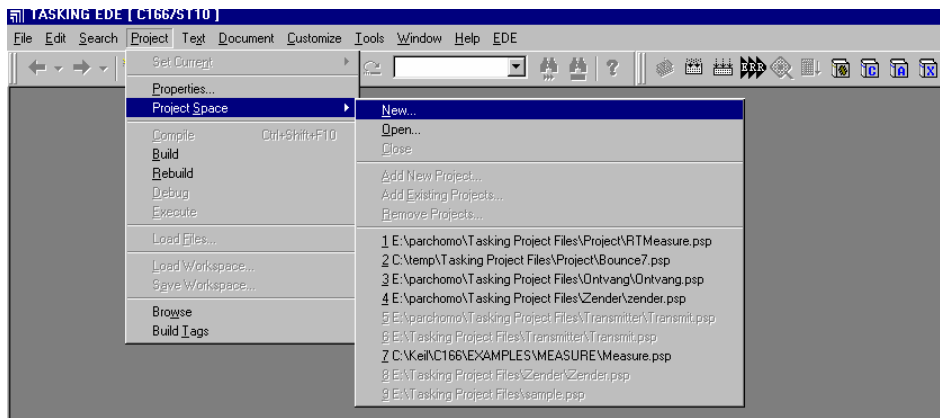 TASKING EDE [ C166/ST10 ]
File Edit Search Project Text Document Customize Tools Window Help EDE
Set Current
Properties...
Project Space
Compile Ctrl+Shift+F10
Build
Rebuild
Debug
Execute
Load Files...
Load Workspace...
Save Workspace...
Browse
Build Tags
New...
Open...
Close
Add New Project...
Add Existing Projects...
Remove Projects...
1 E:\parchomo\Tasking Project Files\Project\RTMeasure.psp
2 C:\temp\Tasking Project Files\Project\Bounce7.psp
3 E:\parchomo\Tasking Project Files\Ontvang\Ontvang.psp
4 E:\parchomo\Tasking Project Files\Zender\zender.psp
5 E:\parchomo\Tasking Project Files\Transmitter\Transmit.psp
6 E:\Tasking Project Files\Transmitter\Transmit.psp
7 C:\Keil\C166\EXAMPLES\MEASURE\Measure.psp
8 E:\Tasking Project Files\Zender\Zender.psp
9 E:\Tasking Project Files\sample.psp
ERR